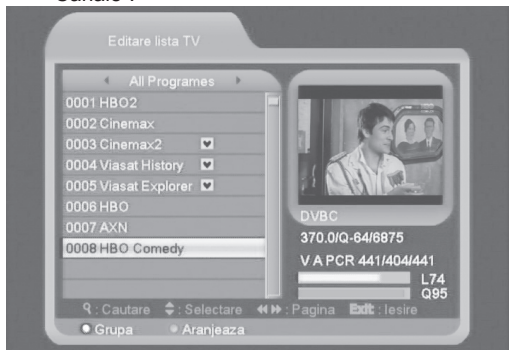 Editare lista TV
All Programes
0001 HBO2
0002 Cinemax
0003 Cinemax2
0004 Viasat History
0005 Viasat Explorer
0006 HBO
0007 AXN
0008 HBO Comedy
DVBC
370.0/Q-64/6875
V A PCR 441/404/441
L74
Q95
: Cautare : Selectare : Pagina Exit: Iesire
Grupa Aranjeaza